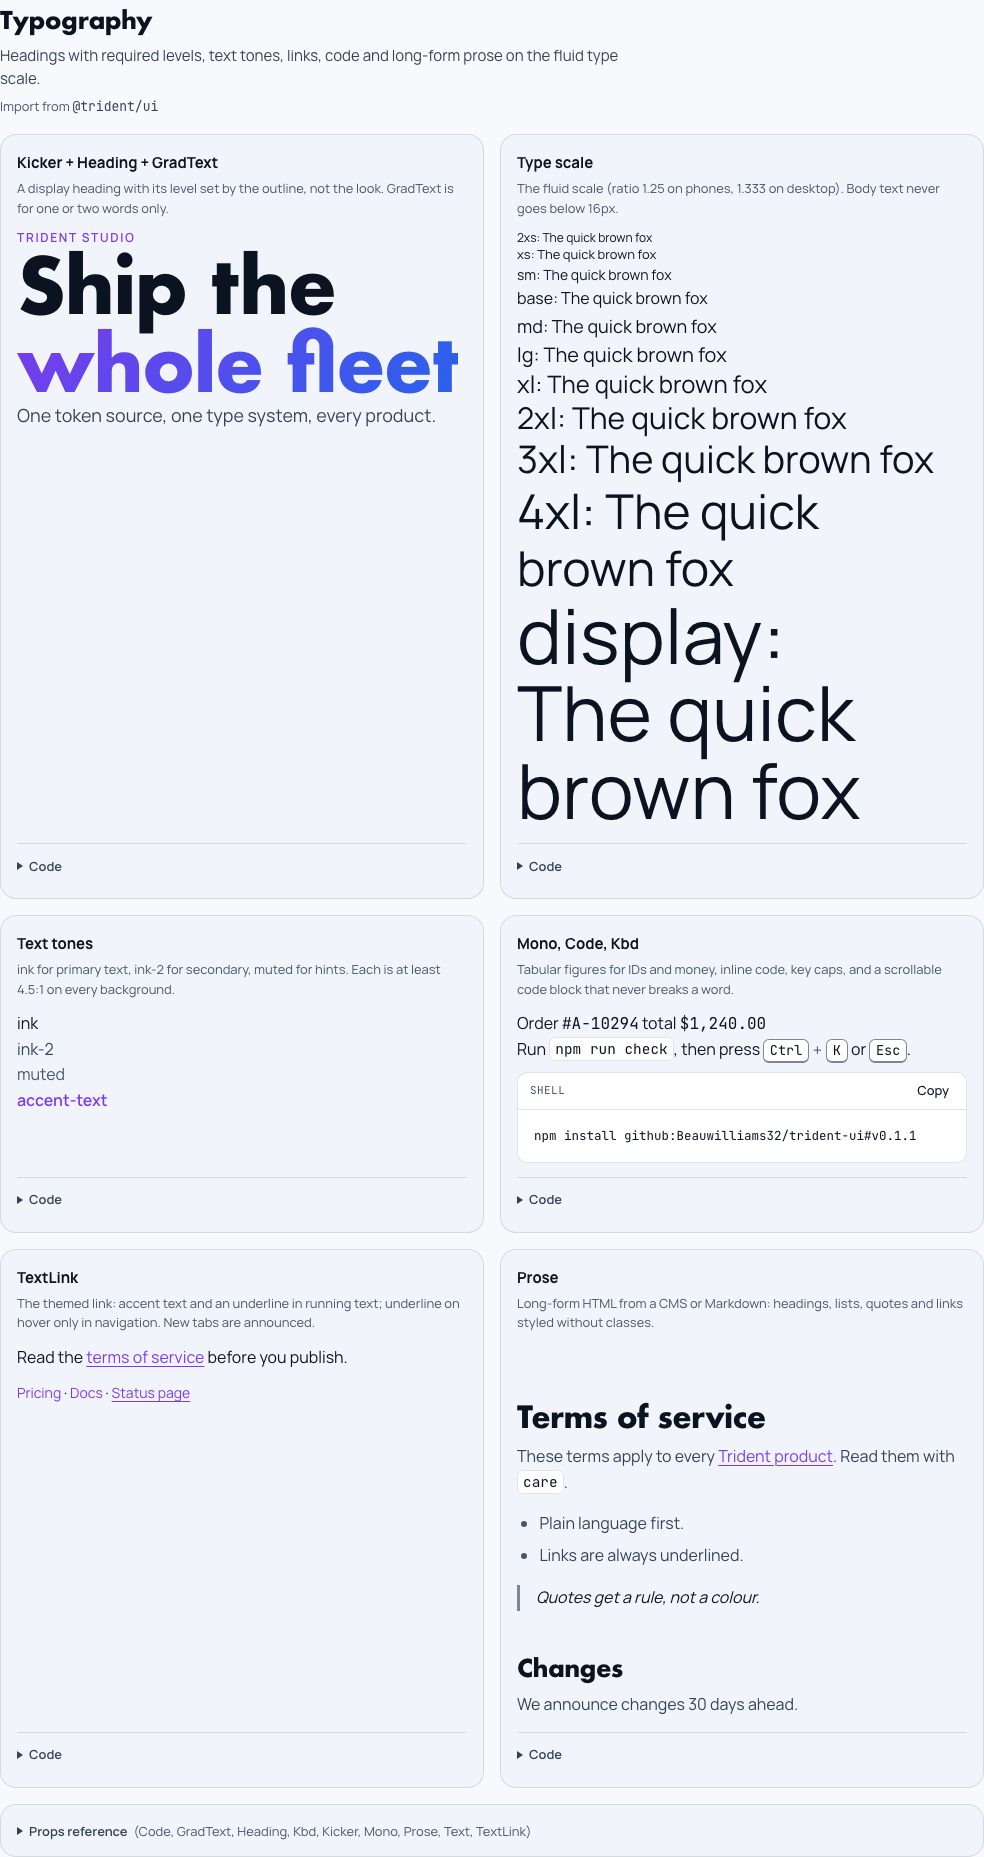 Typography
Headings with required levels, text tones, links, code and long-form prose on the fluid type
scale.
Import from @trident/ui
Kicker + Heading + GradText
A display heading with its level set by the outline, not the look. GradText is
for one or two words only.
TRIDENT STUDIO
Ship the
whole fleet
One token source, one type system, every product.
Code
Type scale
The fluid scale (ratio 1.25 on phones, 1.333 on desktop). Body text never
goes below 16px.
2xs: The quick brown fox
xs: The quick brown fox
sm: The quick brown fox
base: The quick brown fox
md: The quick brown fox
lg: The quick brown fox
xl: The quick brown fox
2xl: The quick brown fox
3xl: The quick brown fox
4xl: The quick
brown fox
display:
The quick
brown fox
Code
Text tones
ink for primary text, ink-2 for secondary, muted for hints. Each is at least
4.5:1 on every background.
ink
ink-2
muted
accent-text
Code
Mono, Code, Kbd
Tabular figures for IDs and money, inline code, key caps, and a scrollable
code block that never breaks a word.
Order #A-10294 total $1,240.00
Run npm run check, then press Ctrl + K or Esc.
SHELL
Copy
npm install github:Beauwilliams32/trident-ui#v0.1.1
Code
TextLink
The themed link: accent text and an underline in running text; underline on
hover only in navigation. New tabs are announced.
Read the terms of service before you publish.
Pricing · Docs · Status page
Code
Prose
Long-form HTML from a CMS or Markdown: headings, lists, quotes and links
styled without classes.
Terms of service
These terms apply to every Trident product. Read them with
care.
• Plain language first.
• Links are always underlined.
Quotes get a rule, not a colour.
Changes
We announce changes 30 days ahead.
Code
Props reference (Code, GradText, Heading, Kbd, Kicker, Mono, Prose, Text, TextLink)